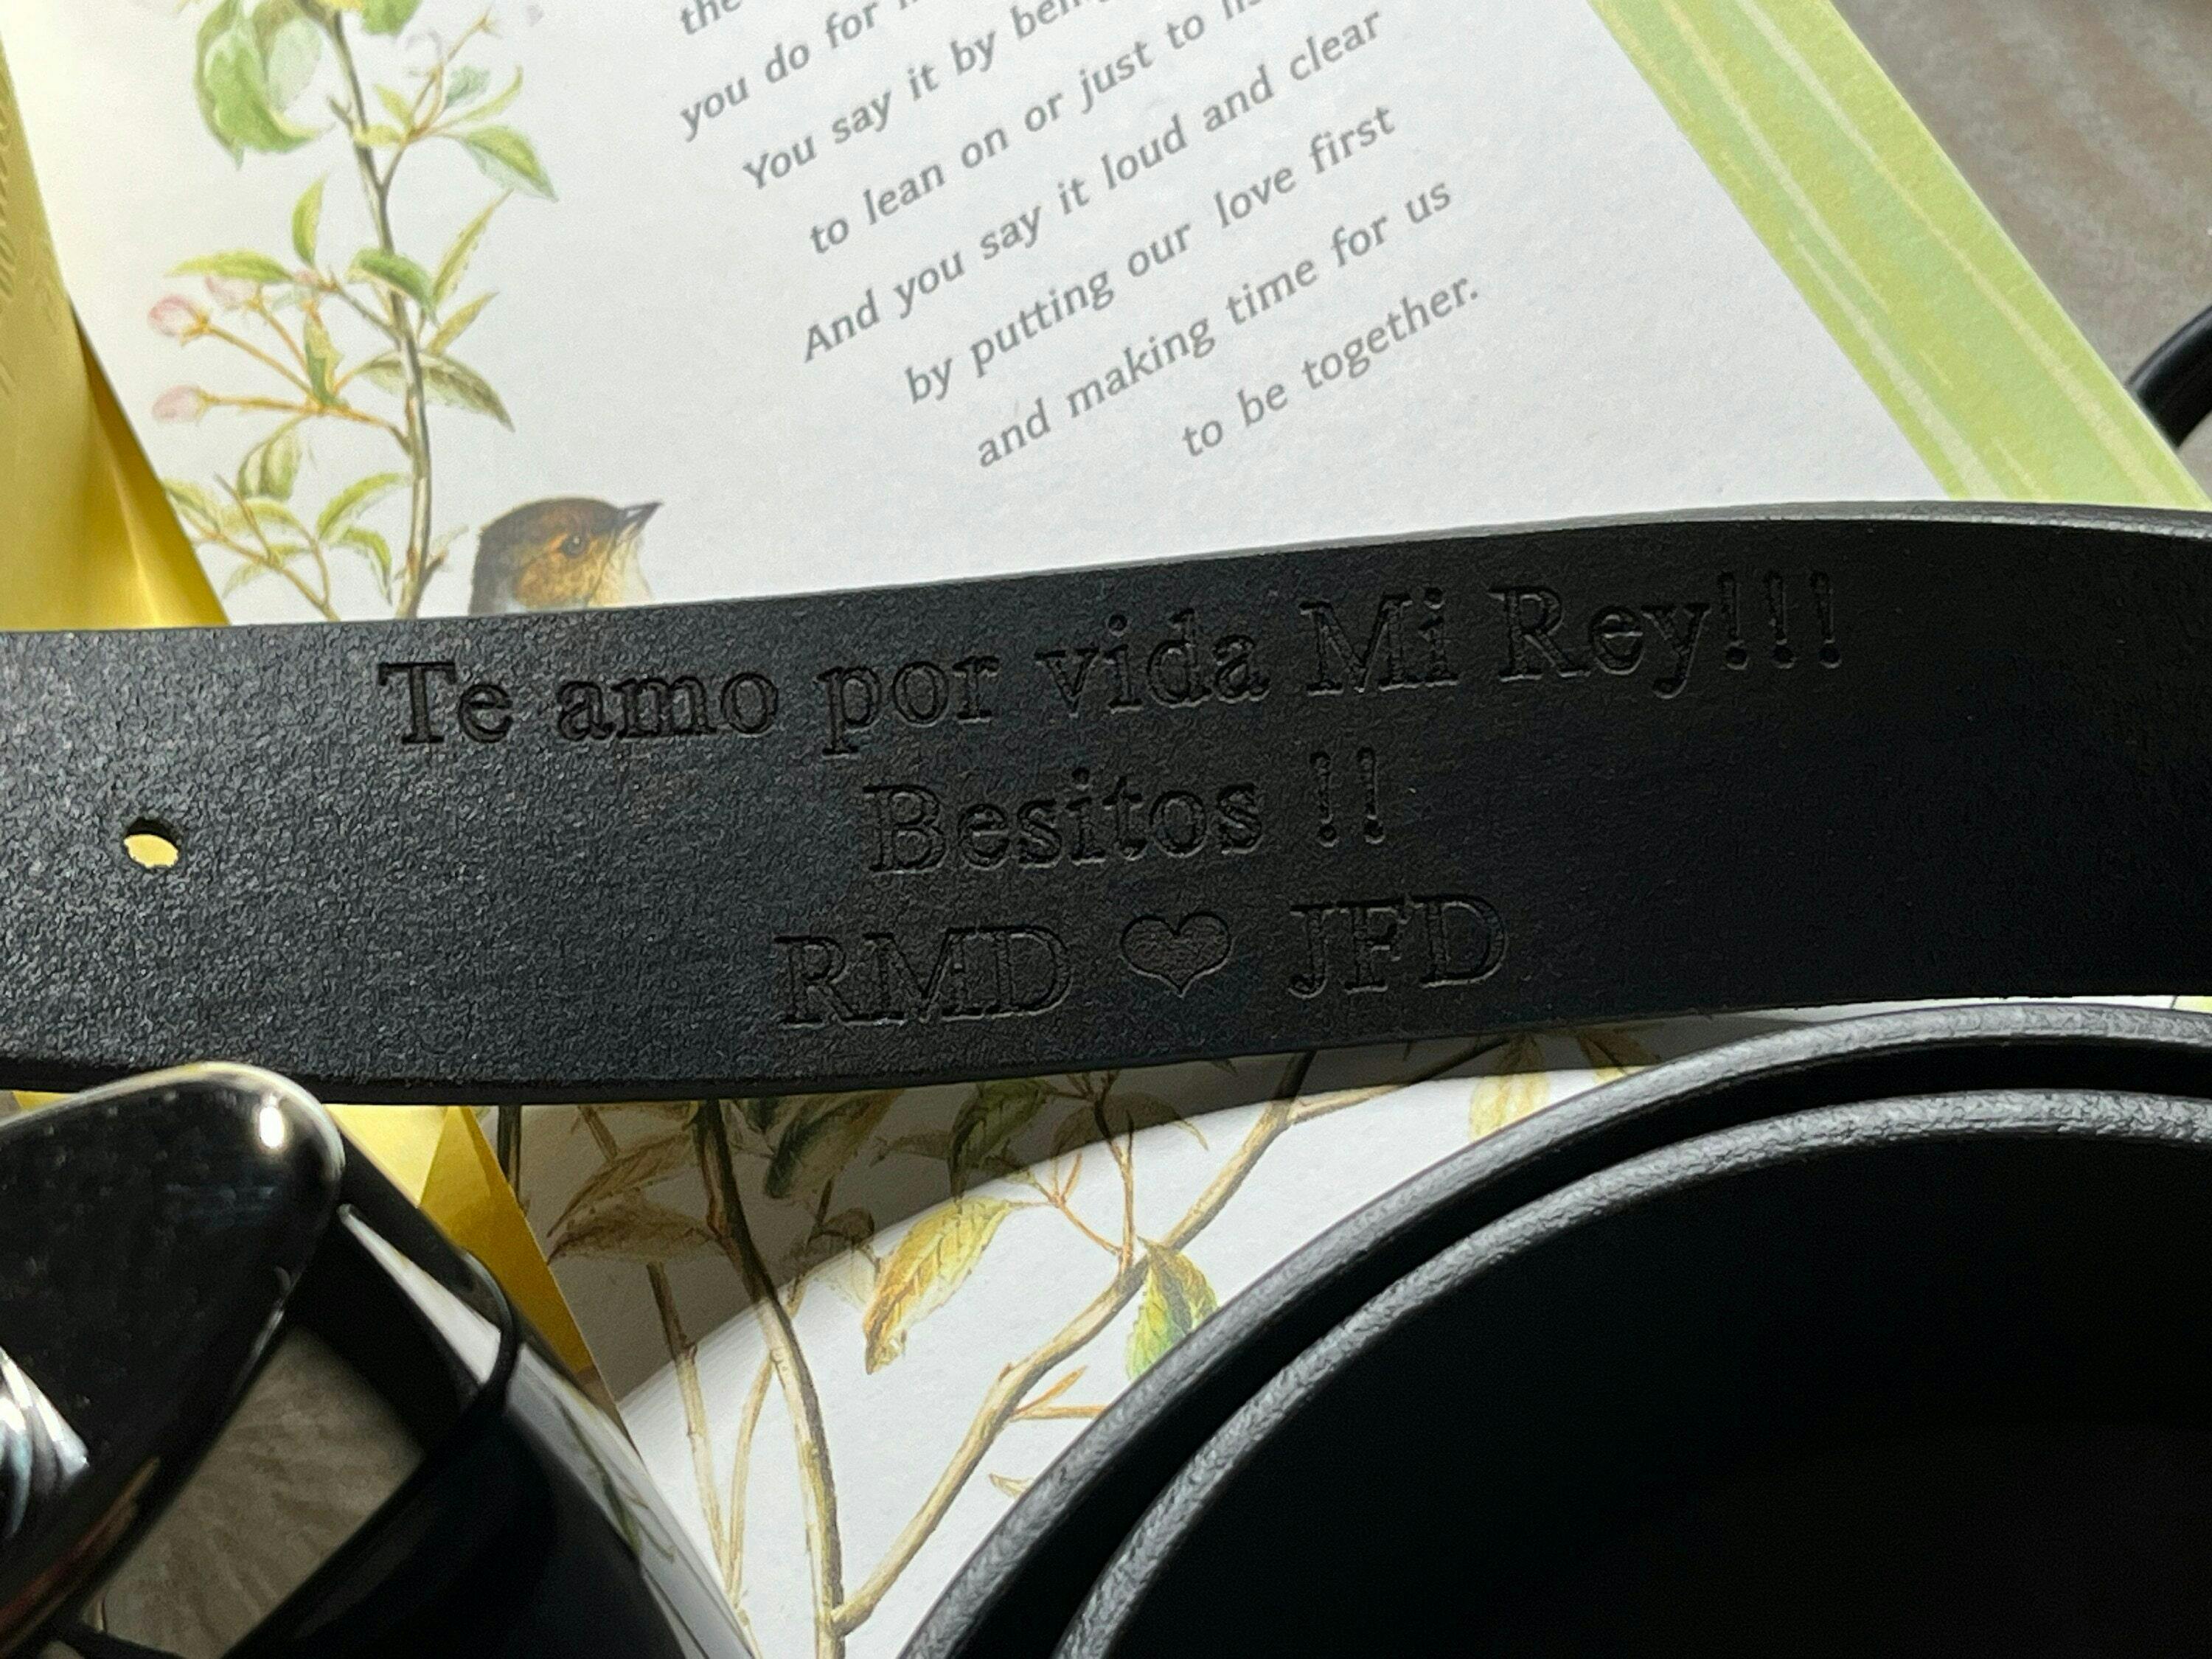 the
you do for
You say it by
to lean on or just to
And you say it loud and clear
by putting our love first
and making time for us
to be together.
Te amo por vida Mi Rey!!!
Besitos !!
RMD ♡ JFD